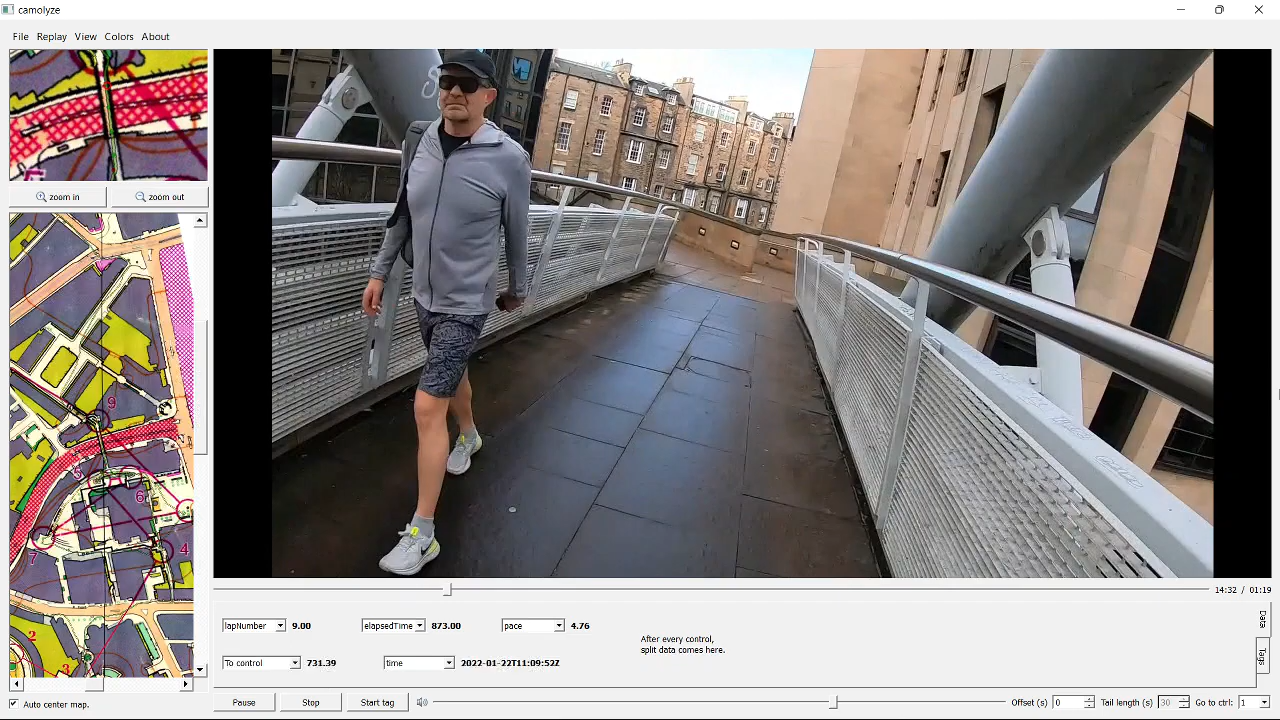 camolyze
File Replay View Colors About
zoom in zoom out
9
5
6
7
4
2
3
14:32 / 01:19
lapNumber 9.00 elapsedTime 873.00 pace 4.76
After every control,
split data comes here.
To control 731.39 time 2022-01-22T11:09:52Z
Data
Tags
Auto center map.
Pause Stop Start tag Offset (s) 0 Tail length (s) 30 Go to ctrl: 1